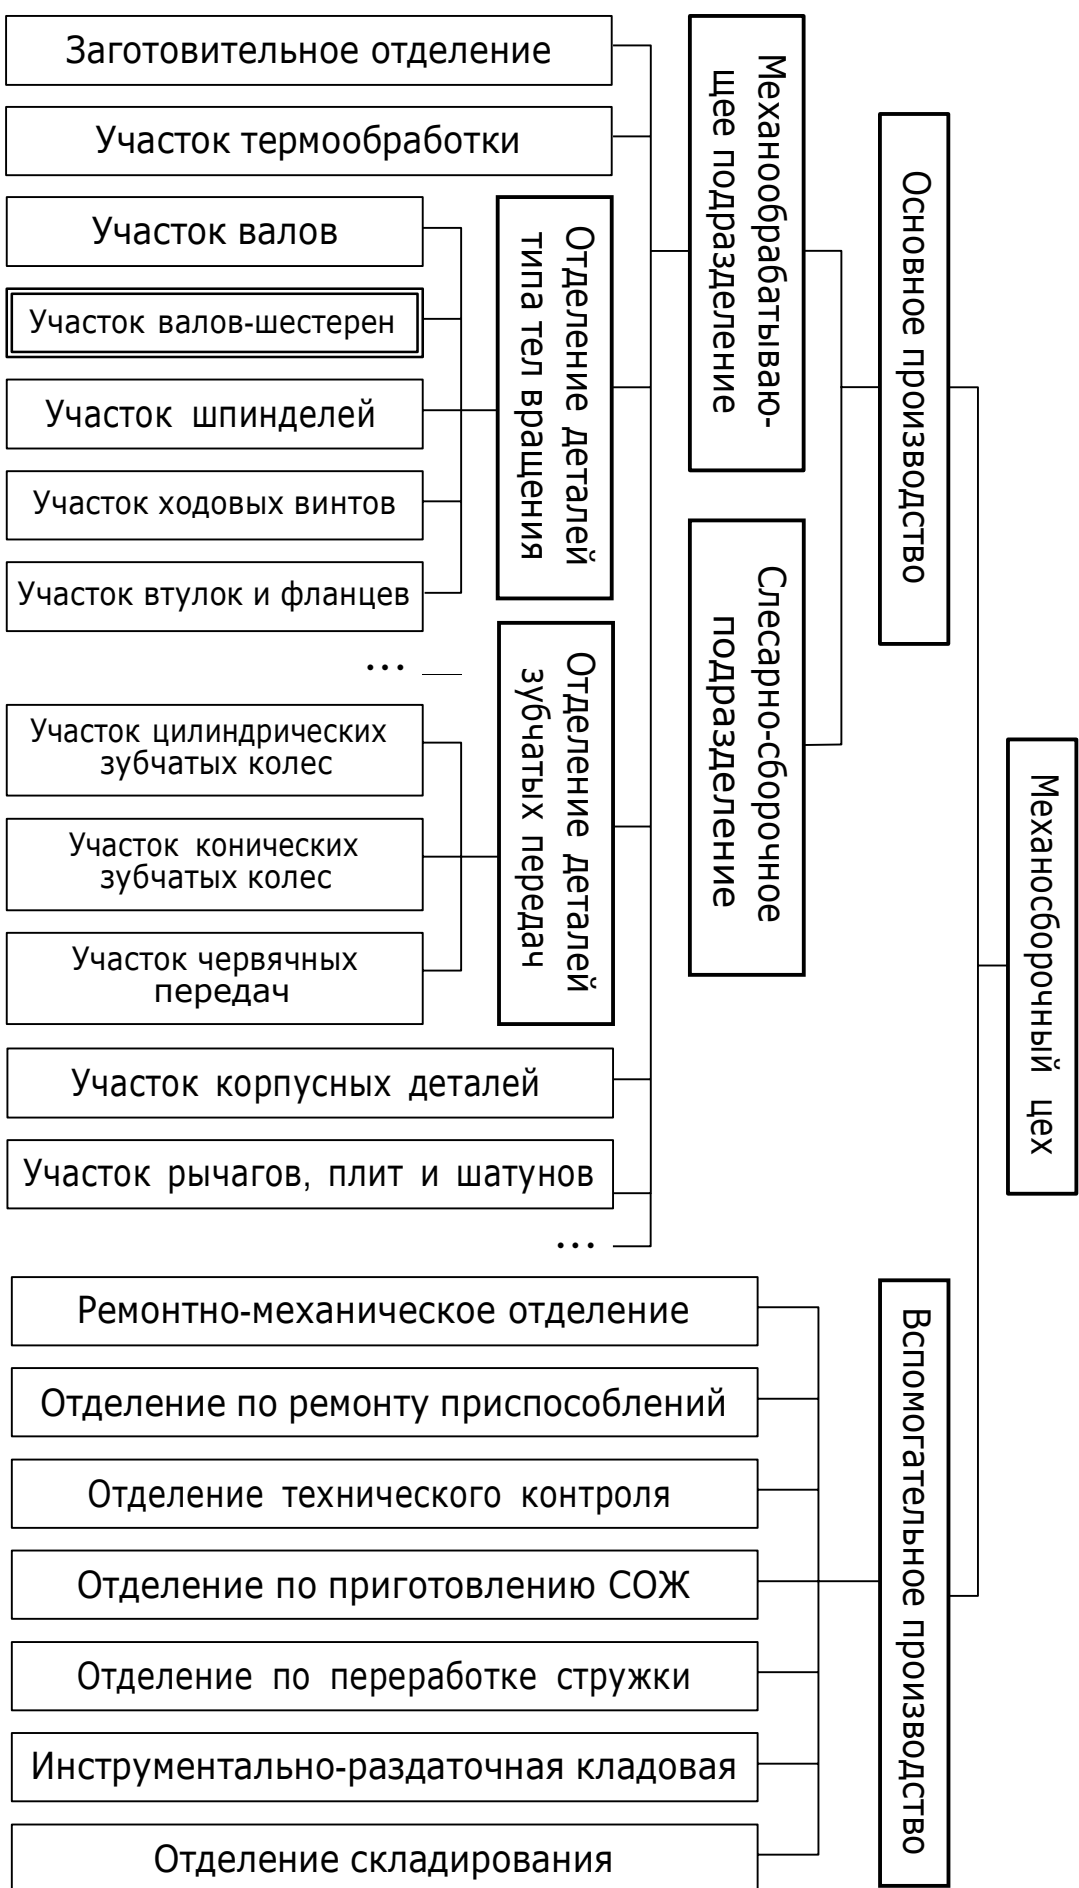 Механосборочный цех
Основное производство
Механообрабатываю-
щее подразделение
Заготовительное отделение
Участок термообработки
Отделение деталей
типа тел вращения
Участок валов
Участок валов-шестерен
Участок шпинделей
Участок ходовых винтов
Участок втулок и фланцев
...
Отделение деталей
зубчатых передач
Участок цилиндрических
зубчатых колес
Участок конических
зубчатых колес
Участок червячных
передач
Участок корпусных деталей
Участок рычагов, плит и шатунов
...
Слесарно-сборочное
подразделение
Вспомогательное производство
Ремонтно-механическое отделение
Отделение по ремонту приспособлений
Отделение технического контроля
Отделение по приготовлению СОЖ
Отделение по переработке стружки
Инструментально-раздаточная кладовая
Отделение складирования